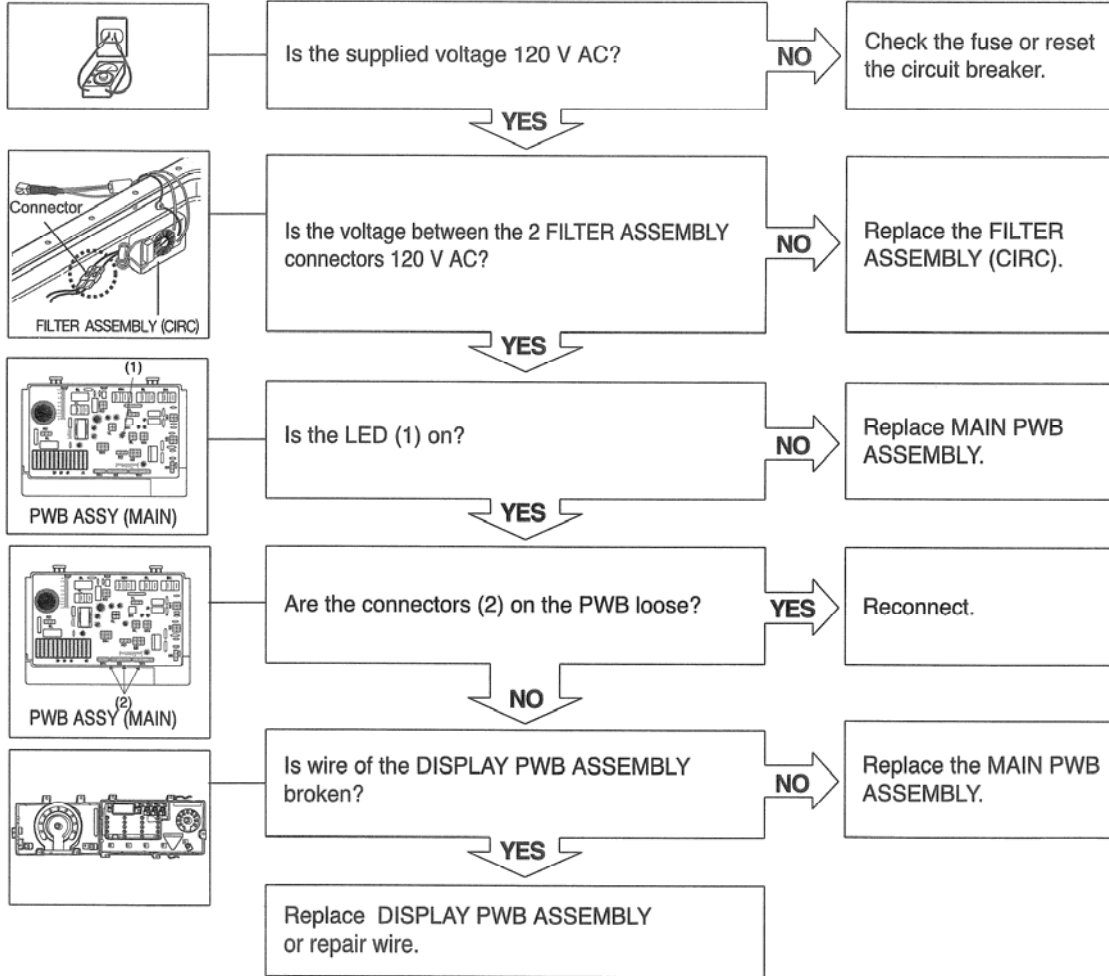 Is the supplied voltage 120 V AC?
NO
Check the fuse or reset
the circuit breaker.
YES
Connector
FILTER ASSEMBLY (CIRC)
Is the voltage between the 2 FILTER ASSEMBLY
connectors 120 V AC?
NO
Replace the FILTER
ASSEMBLY (CIRC).
YES
(1)
PWB ASSY (MAIN)
Is the LED (1) on?
NO
Replace MAIN PWB
ASSEMBLY.
YES
(2)
PWB ASSY (MAIN)
Are the connectors (2) on the PWB loose?
YES
Reconnect.
NO
Is wire of the DISPLAY PWB ASSEMBLY
broken?
NO
Replace the MAIN PWB
ASSEMBLY.
YES
Replace DISPLAY PWB ASSEMBLY
or repair wire.